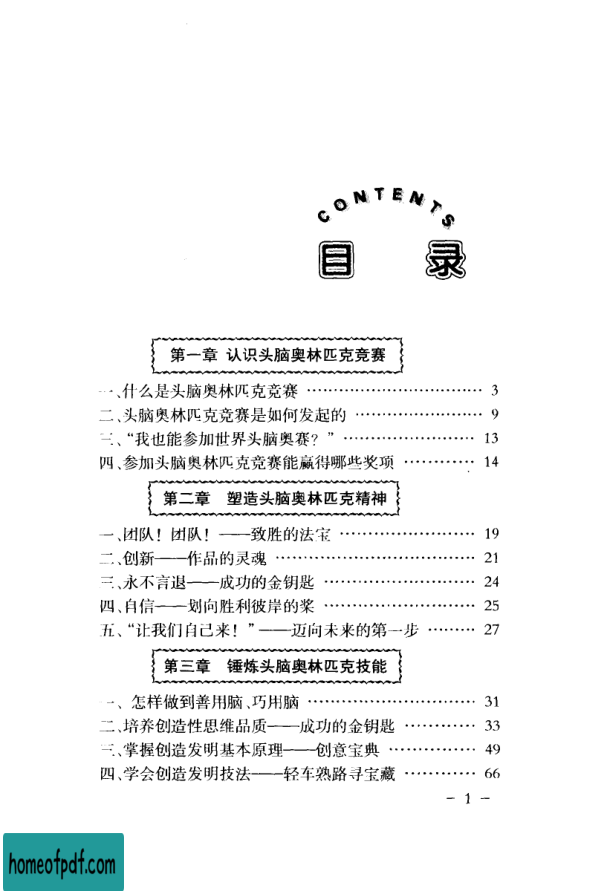 CONTENTS
目 录
第一章 认识头脑奥林匹克竞赛
一、什么是头脑奥林匹克竞赛 ································ 3
二、头脑奥林匹克竞赛是如何发起的 ······················· 9
三、“我也能参加世界头脑奥赛？” ························ 13
四、参加头脑奥林匹克竞赛能赢得哪些奖项 ············· 14
第二章 塑造头脑奥林匹克精神
一、团队！团队！——致胜的法宝 ························ 19
二、创新——作品的灵魂 ···································· 21
三、永不言退——成功的金钥匙 ··························· 24
四、自信——划向胜利彼岸的桨 ··························· 25
五、“让我们自己来！”——迈向未来的第一步 ········· 27
第三章 锤炼头脑奥林匹克技能
一、怎样做到善用脑、巧用脑 ······························ 31
二、培养创造性思维品质——成功的金钥匙 ············· 33
三、掌握创造发明基本原理——创意宝典 ················ 49
四、学会创造发明技法——轻车熟路寻宝藏 ············· 66
- 1 -
homeofpdf.com